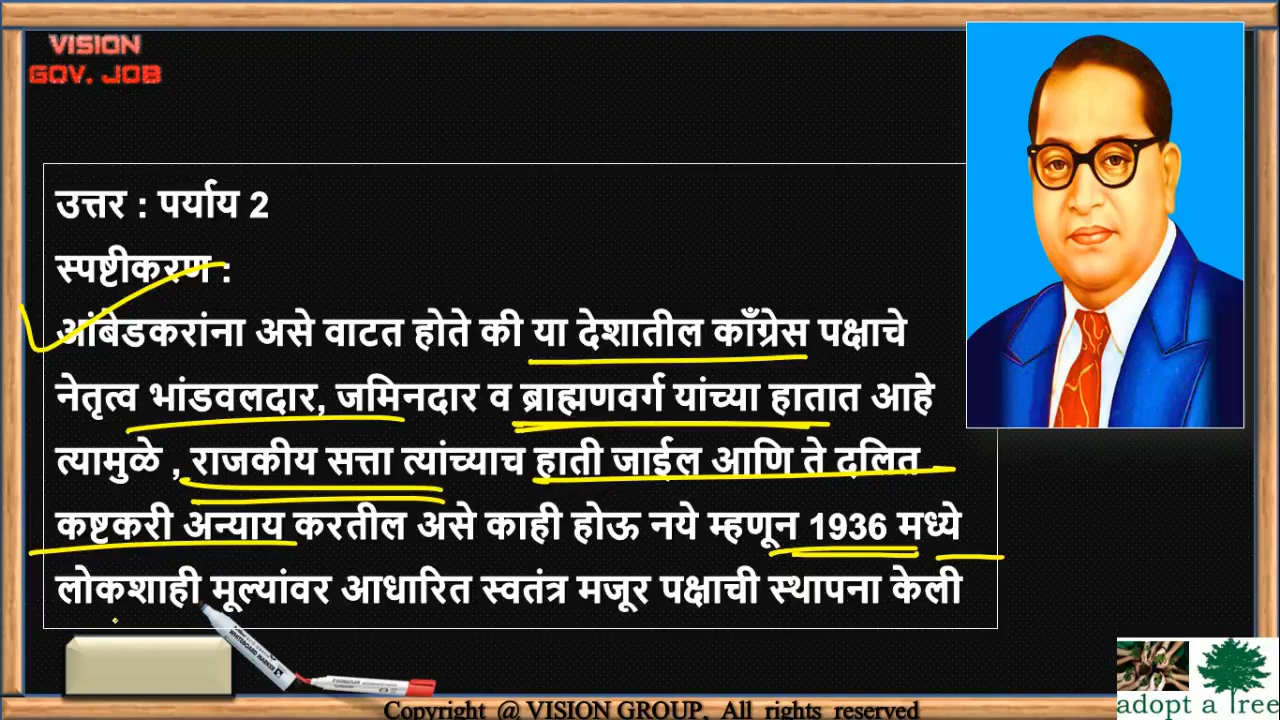 VISION
GOV. JOB
उत्तर : पर्याय 2
स्पष्टीकरण :
आंबेडकरांना असे वाटत होते की या देशातील काँग्रेस पक्षाचे
नेतृत्व भांडवलदार, जमिनदार व ब्राह्मणवर्ग यांच्या हातात आहे
त्यामुळे , राजकीय सत्ता त्यांच्याच हाती जाईल आणि ते दलित
कष्टकरी अन्याय करतील असे काही होऊ नये म्हणून 1936 मध्ये
लोकशाही मूल्यांवर आधारित स्वतंत्र मजूर पक्षाची स्थापना केली
adopt a Tree
Copyright @ VISION GROUP, All rights reserved